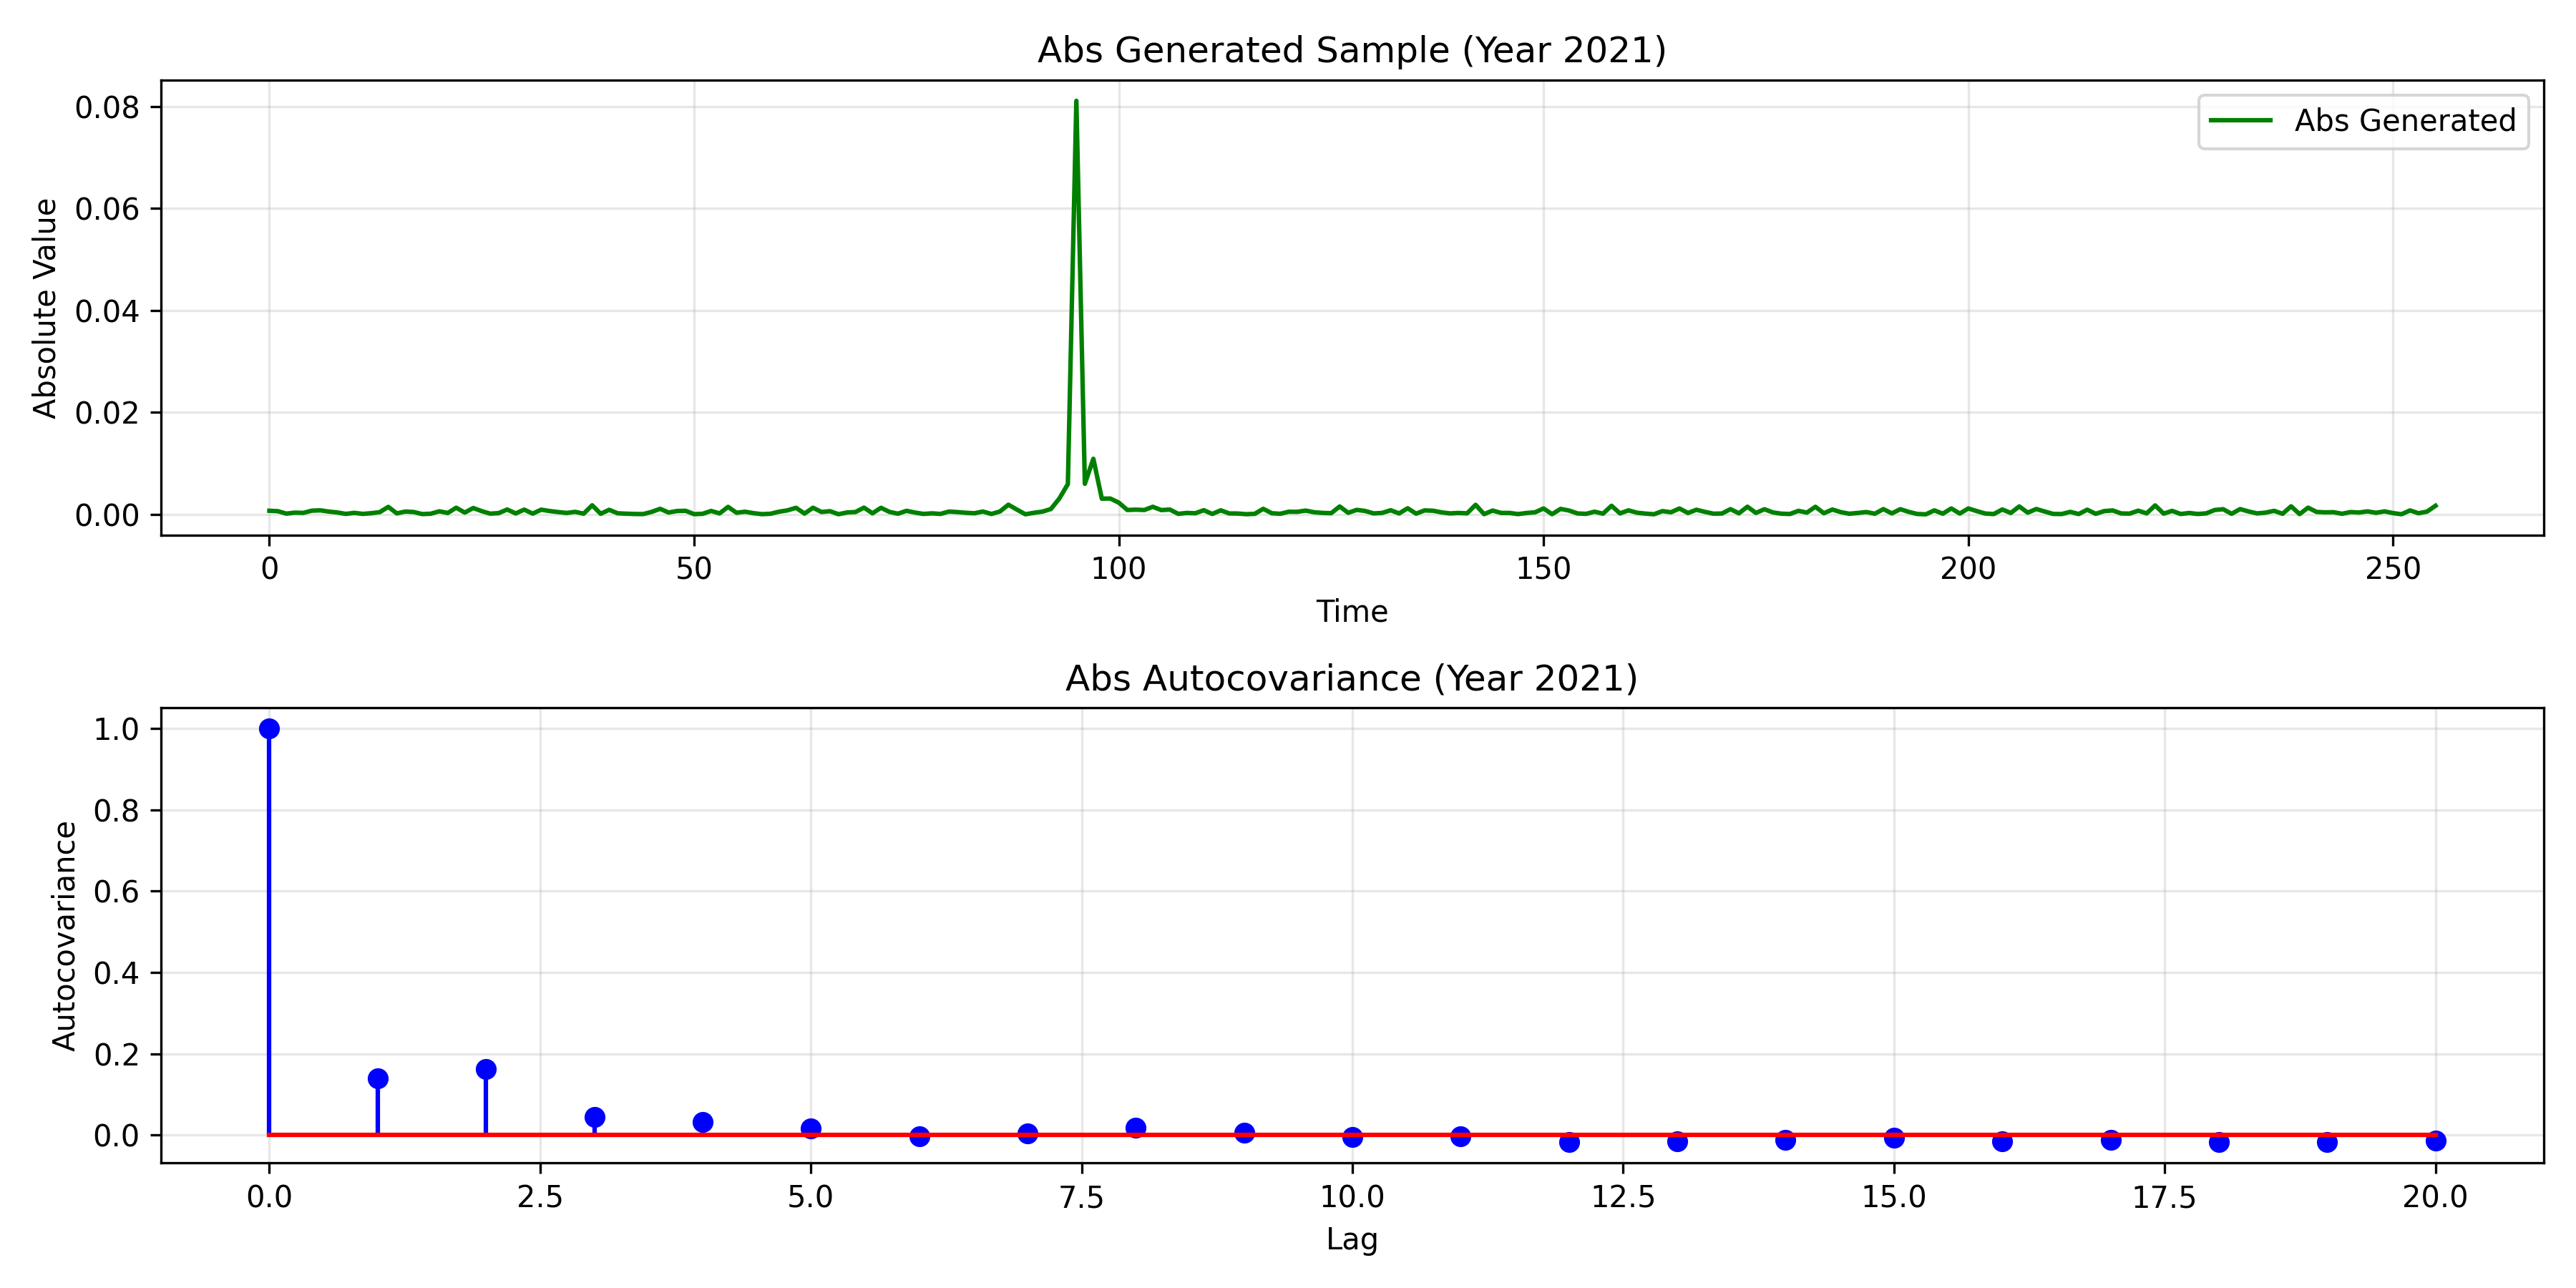 Abs Generated Sample (Year 2021)
Abs Generated
Absolute Value
0.08
0.06
0.04
0.02
0.00
0 50 100 150 200 250
Time
Abs Autocovariance (Year 2021)
Autocovariance
1.0
0.8
0.6
0.4
0.2
0.0
0.0 2.5 5.0 7.5 10.0 12.5 15.0 17.5 20.0
Lag